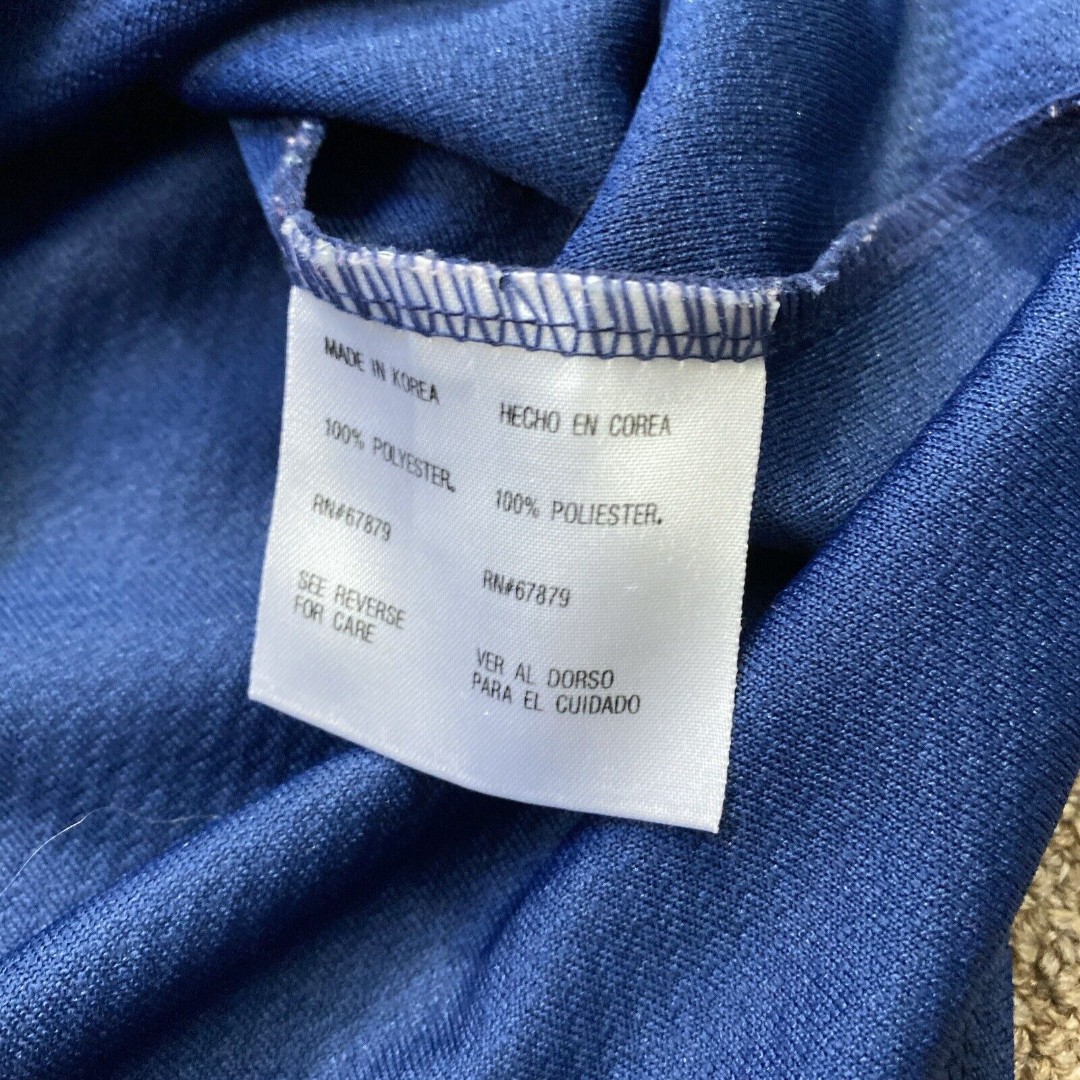 MADE IN KOREA
100% POLYESTER.
RN#67879
SEE REVERSE
FOR CARE
HECHO EN COREA
100% POLIESTER.
RN#67879
VER AL DORSO
PARA EL CUIDADO